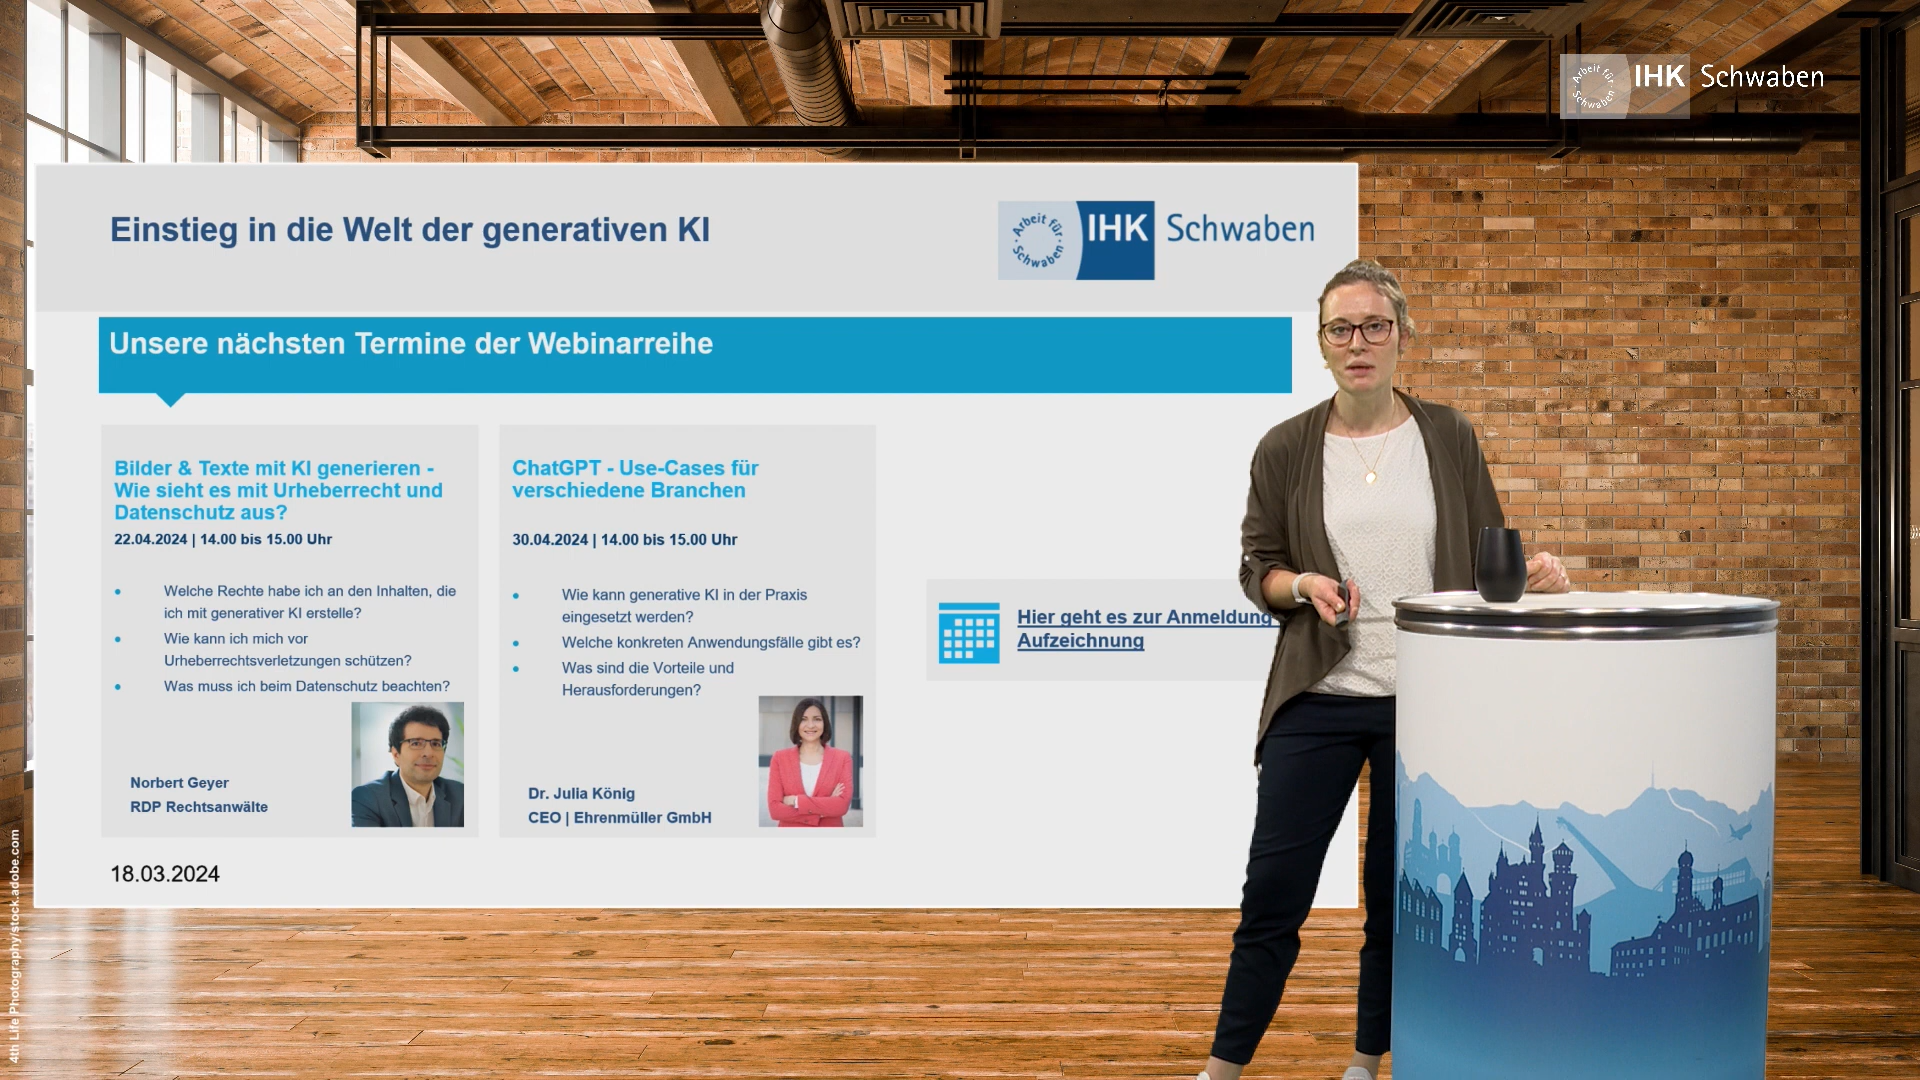 Arbeit für Schwaben
IHK Schwaben
Einstieg in die Welt der generativen KI
Arbeit für Schwaben
IHK Schwaben
Unsere nächsten Termine der Webinarreihe
Bilder & Texte mit KI generieren -
Wie sieht es mit Urheberrecht und
Datenschutz aus?
22.04.2024 | 14.00 bis 15.00 Uhr
• Welche Rechte habe ich an den Inhalten, die
ich mit generativer KI erstelle?
• Wie kann ich mich vor
Urheberrechtsverletzungen schützen?
• Was muss ich beim Datenschutz beachten?
Norbert Geyer
RDP Rechtsanwälte
ChatGPT - Use-Cases für
verschiedene Branchen
30.04.2024 | 14.00 bis 15.00 Uhr
• Wie kann generative KI in der Praxis
eingesetzt werden?
• Welche konkreten Anwendungsfälle gibt es?
• Was sind die Vorteile und
Herausforderungen?
Dr. Julia König
CEO | Ehrenmüller GmbH
Hier geht es zur Anmeldung
Aufzeichnung
18.03.2024
4th Life Photography/stock.adobe.com